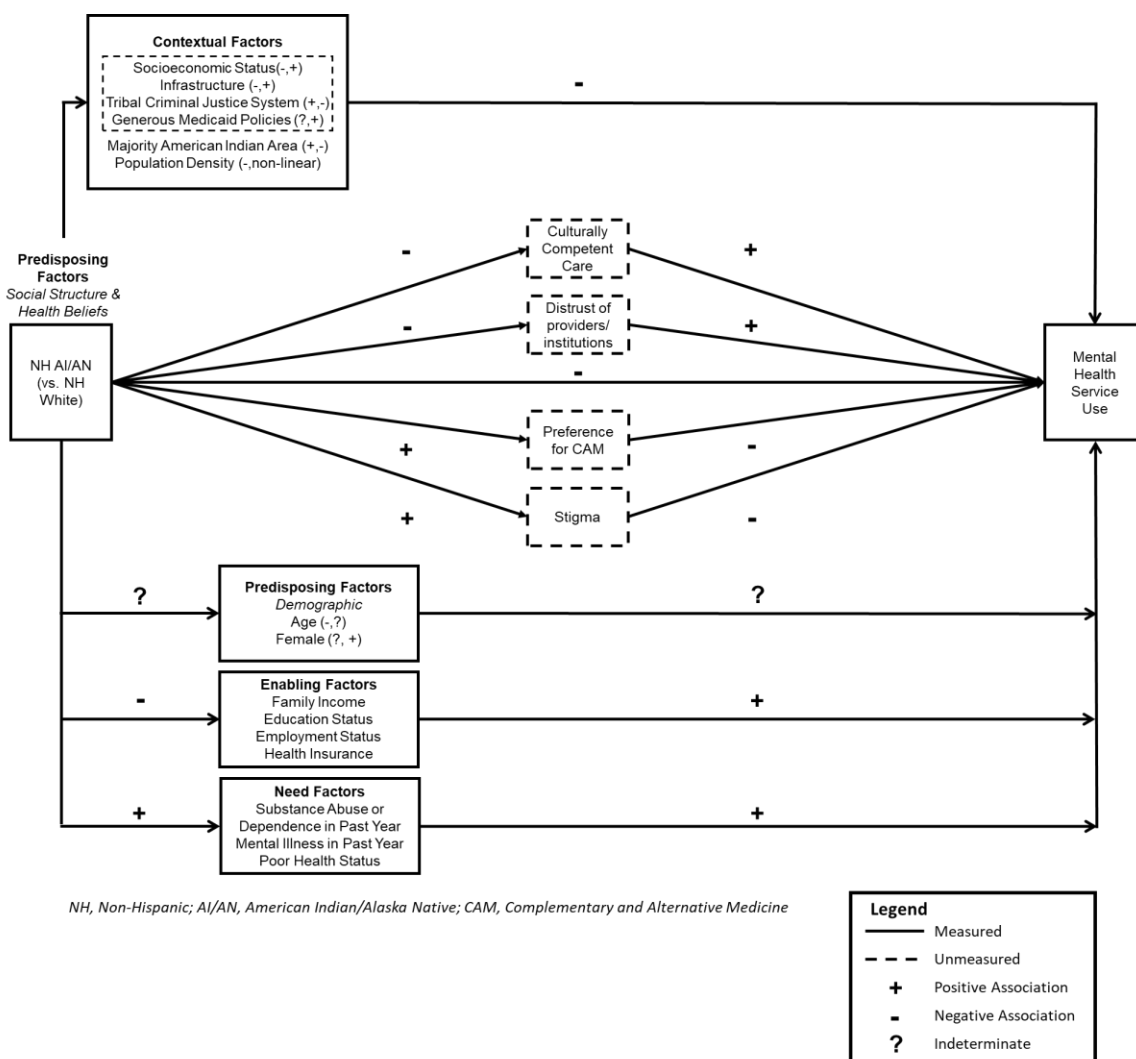 Contextual Factors
Socioeconomic Status(-,+)
Infrastructure (-,+)
Tribal Criminal Justice System (+,-)
Generous Medicaid Policies (?,+)
Majority American Indian Area (+,-)
Population Density (-,non-linear)
-
Predisposing
Factors
Social Structure &
Health Beliefs
NH AI/AN
(vs. NH
White)
-
Culturally
Competent
Care
+
-
Distrust of
providers/
institutions
+
-
+
Preference
for CAM
-
+
Stigma
-
Mental
Health
Service
Use
?
Predisposing Factors
Demographic
Age (-,?)
Female (?, +)
?
-
Enabling Factors
Family Income
Education Status
Employment Status
Health Insurance
+
+
Need Factors
Substance Abuse or
Dependence in Past Year
Mental Illness in Past Year
Poor Health Status
+
NH, Non-Hispanic; AI/AN, American Indian/Alaska Native; CAM, Complementary and Alternative Medicine
Legend
Measured
Unmeasured
+ Positive Association
- Negative Association
? Indeterminate